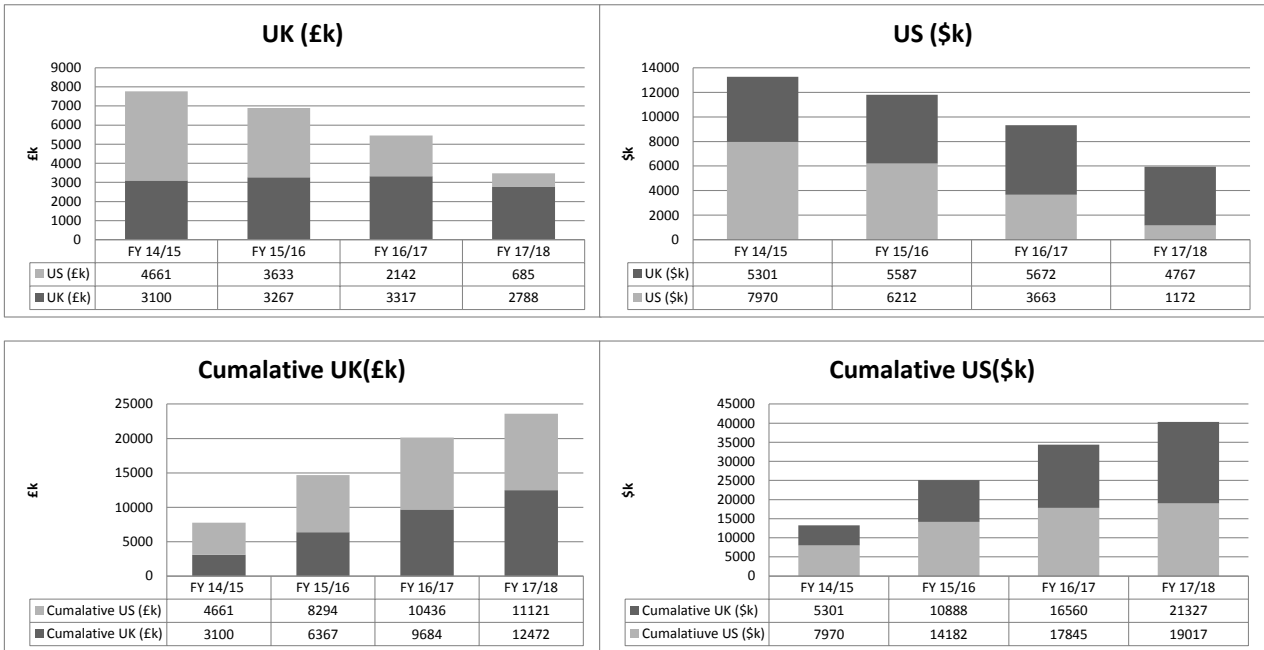 UK (£k)
£k
9000
8000
7000
6000
5000
4000
3000
2000
1000
0
FY 14/15 FY 15/16 FY 16/17 FY 17/18
US (£k) 4661 3633 2142 685
UK (£k) 3100 3267 3317 2788
US ($k)
$k
14000
12000
10000
8000
6000
4000
2000
0
FY 14/15 FY 15/16 FY 16/17 FY 17/18
UK ($k) 5301 5587 5672 4767
US ($k) 7970 6212 3663 1172
Cumalative UK(£k)
£k
25000
20000
15000
10000
5000
0
FY 14/15 FY 15/16 FY 16/17 FY 17/18
Cumalative US (£k) 4661 8294 10436 11121
Cumalative UK (£k) 3100 6367 9684 12472
Cumalative US($k)
$k
45000
40000
35000
30000
25000
20000
15000
10000
5000
0
FY 14/15 FY 15/16 FY 16/17 FY 17/18
Cumalative UK ($k) 5301 10888 16560 21327
Cumalatiuve US ($k) 7970 14182 17845 19017